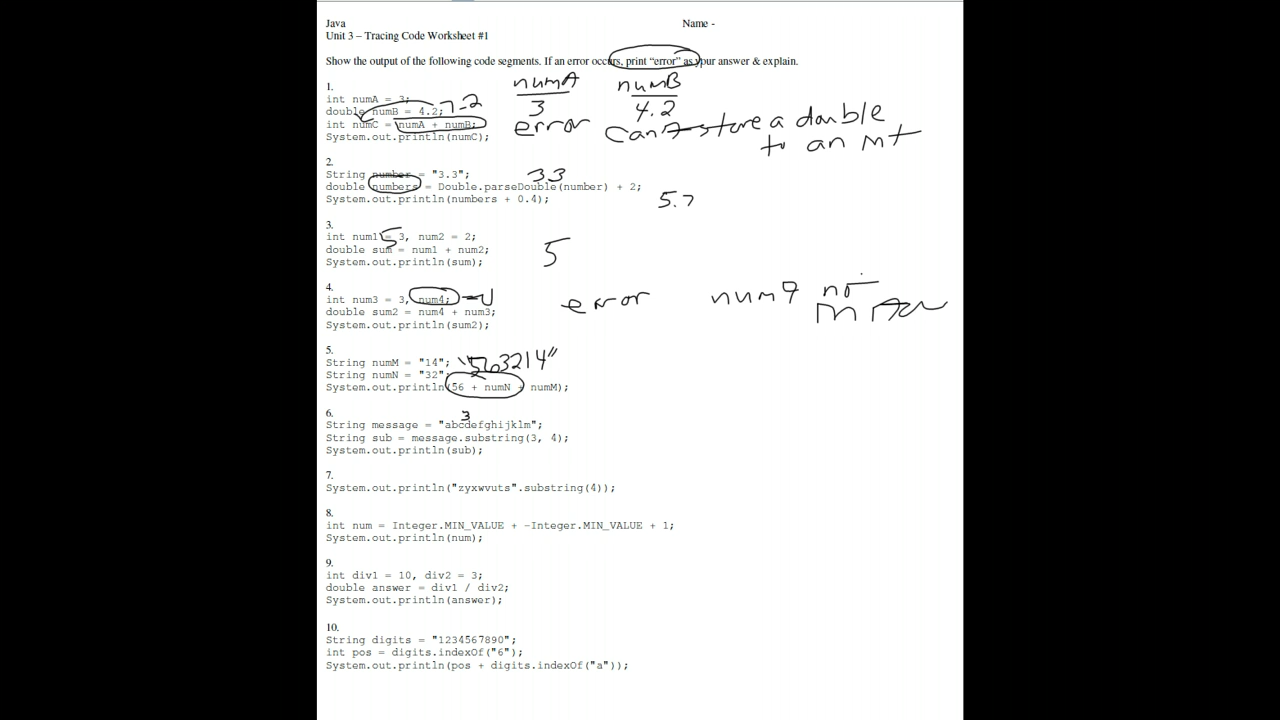 Java Name -
Unit 3 – Tracing Code Worksheet #1
Show the output of the following code segments. If an error occurs, print “error” as your answer & explain.
numA numB
1.
int numA = 3;
3 4.2
double numB = 4.2; 7.2
int numC = numA + numB;
error Can't store a double
to an int
System.out.println(numC);
2.
String number = "3.3"; 3.3
double numbers = Double.parseDouble(number) + 2;
System.out.println(numbers + 0.4); 5.7
3.
int num1 = 3, num2 = 2;
5
double sum = num1 + num2; 5
System.out.println(sum);
4.
int num3 = 3, num4; error num4 no
double sum2 = num4 + num3;
System.out.println(sum2);
5.
String numM = "14"; "563214"
String numN = "32";
System.out.println(56 + numN + numM);
6.
3
String message = "abcdefghijklm";
String sub = message.substring(3, 4);
System.out.println(sub);
7.
System.out.println("zyxwvuts".substring(4));
8.
int num = Integer.MIN_VALUE + -Integer.MIN_VALUE + 1;
System.out.println(num);
9.
int div1 = 10, div2 = 3;
double answer = div1 / div2;
System.out.println(answer);
10.
String digits = "1234567890";
int pos = digits.indexOf("6");
System.out.println(pos + digits.indexOf("a"));